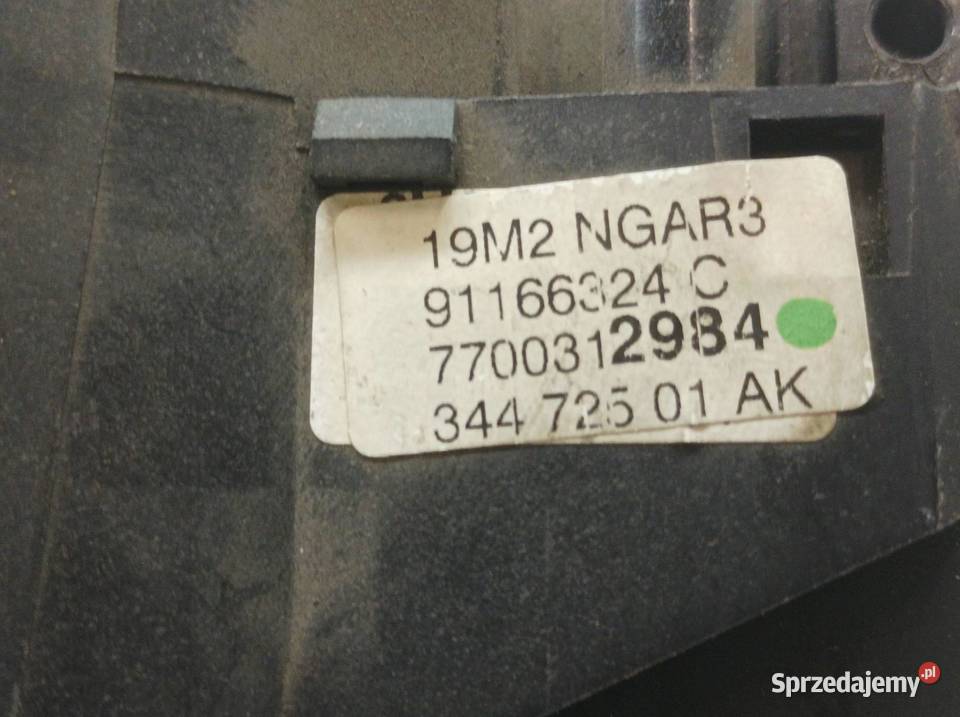 19M2 NGAR3
91166324 C
7700312984
344 725 01 AK
Sprzedajemy.pl